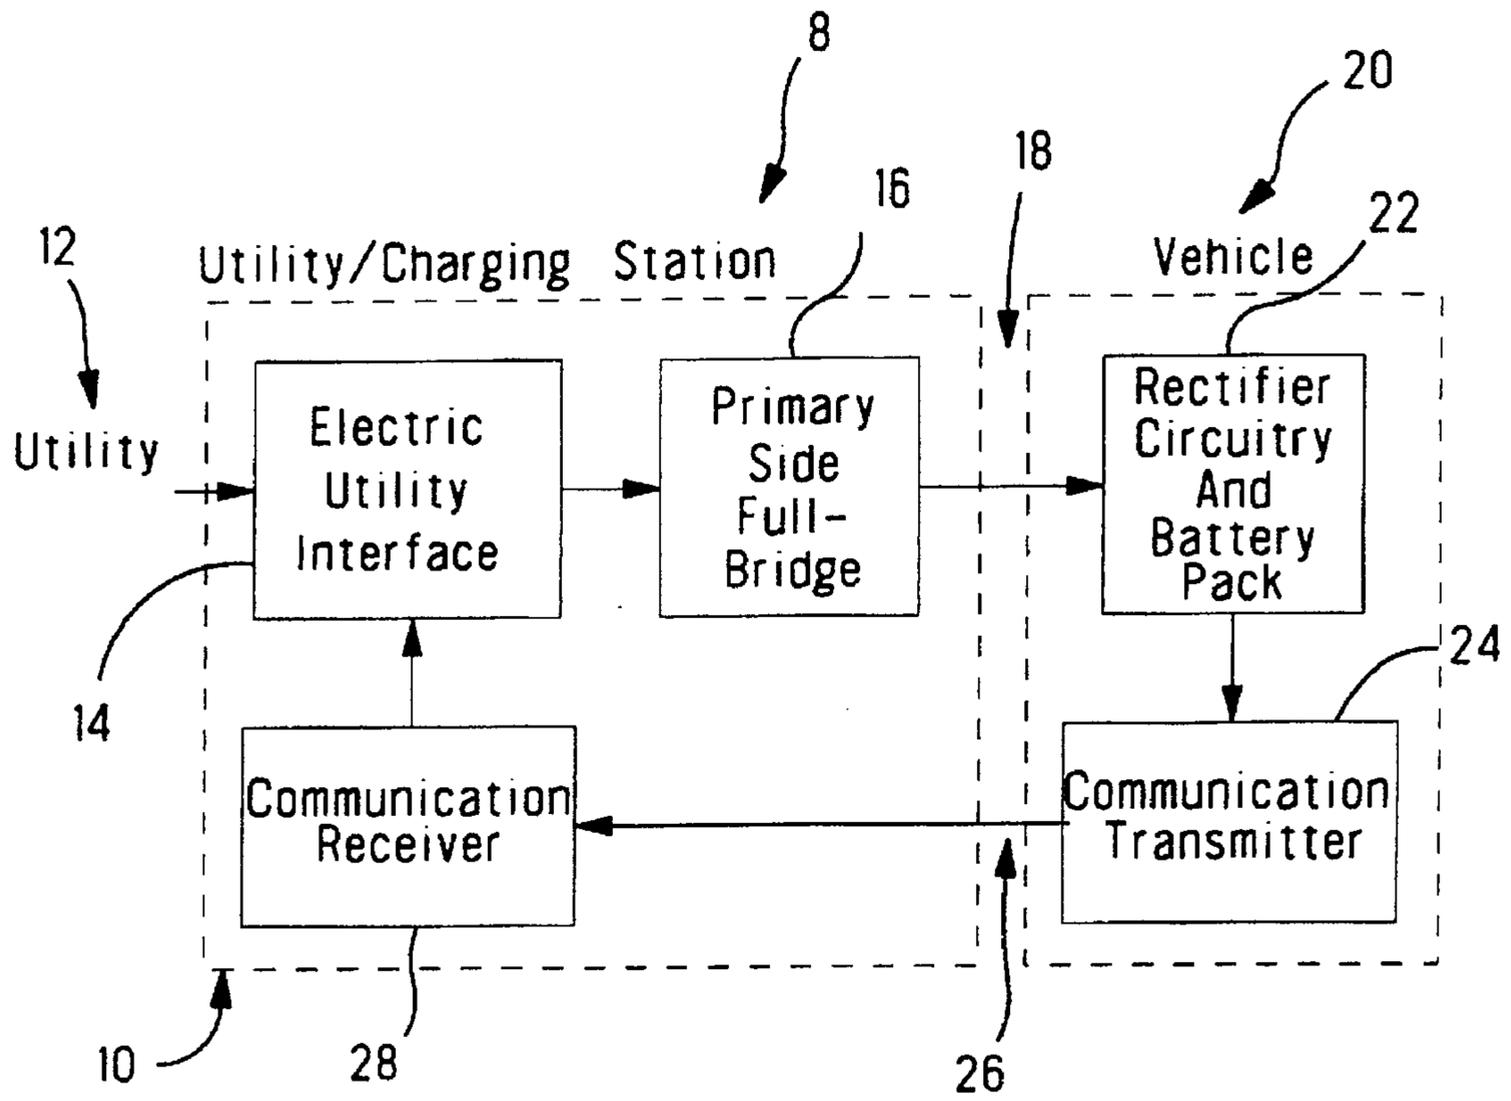 8
20
18
16
22
12
Utility/Charging Station
Vehicle
Utility
Electric
Utility
Interface
Primary
Side
Full-
Bridge
Rectifier
Circuitry
And
Battery
Pack
14
24
Communication
Receiver
Communication
Transmitter
10
28
26